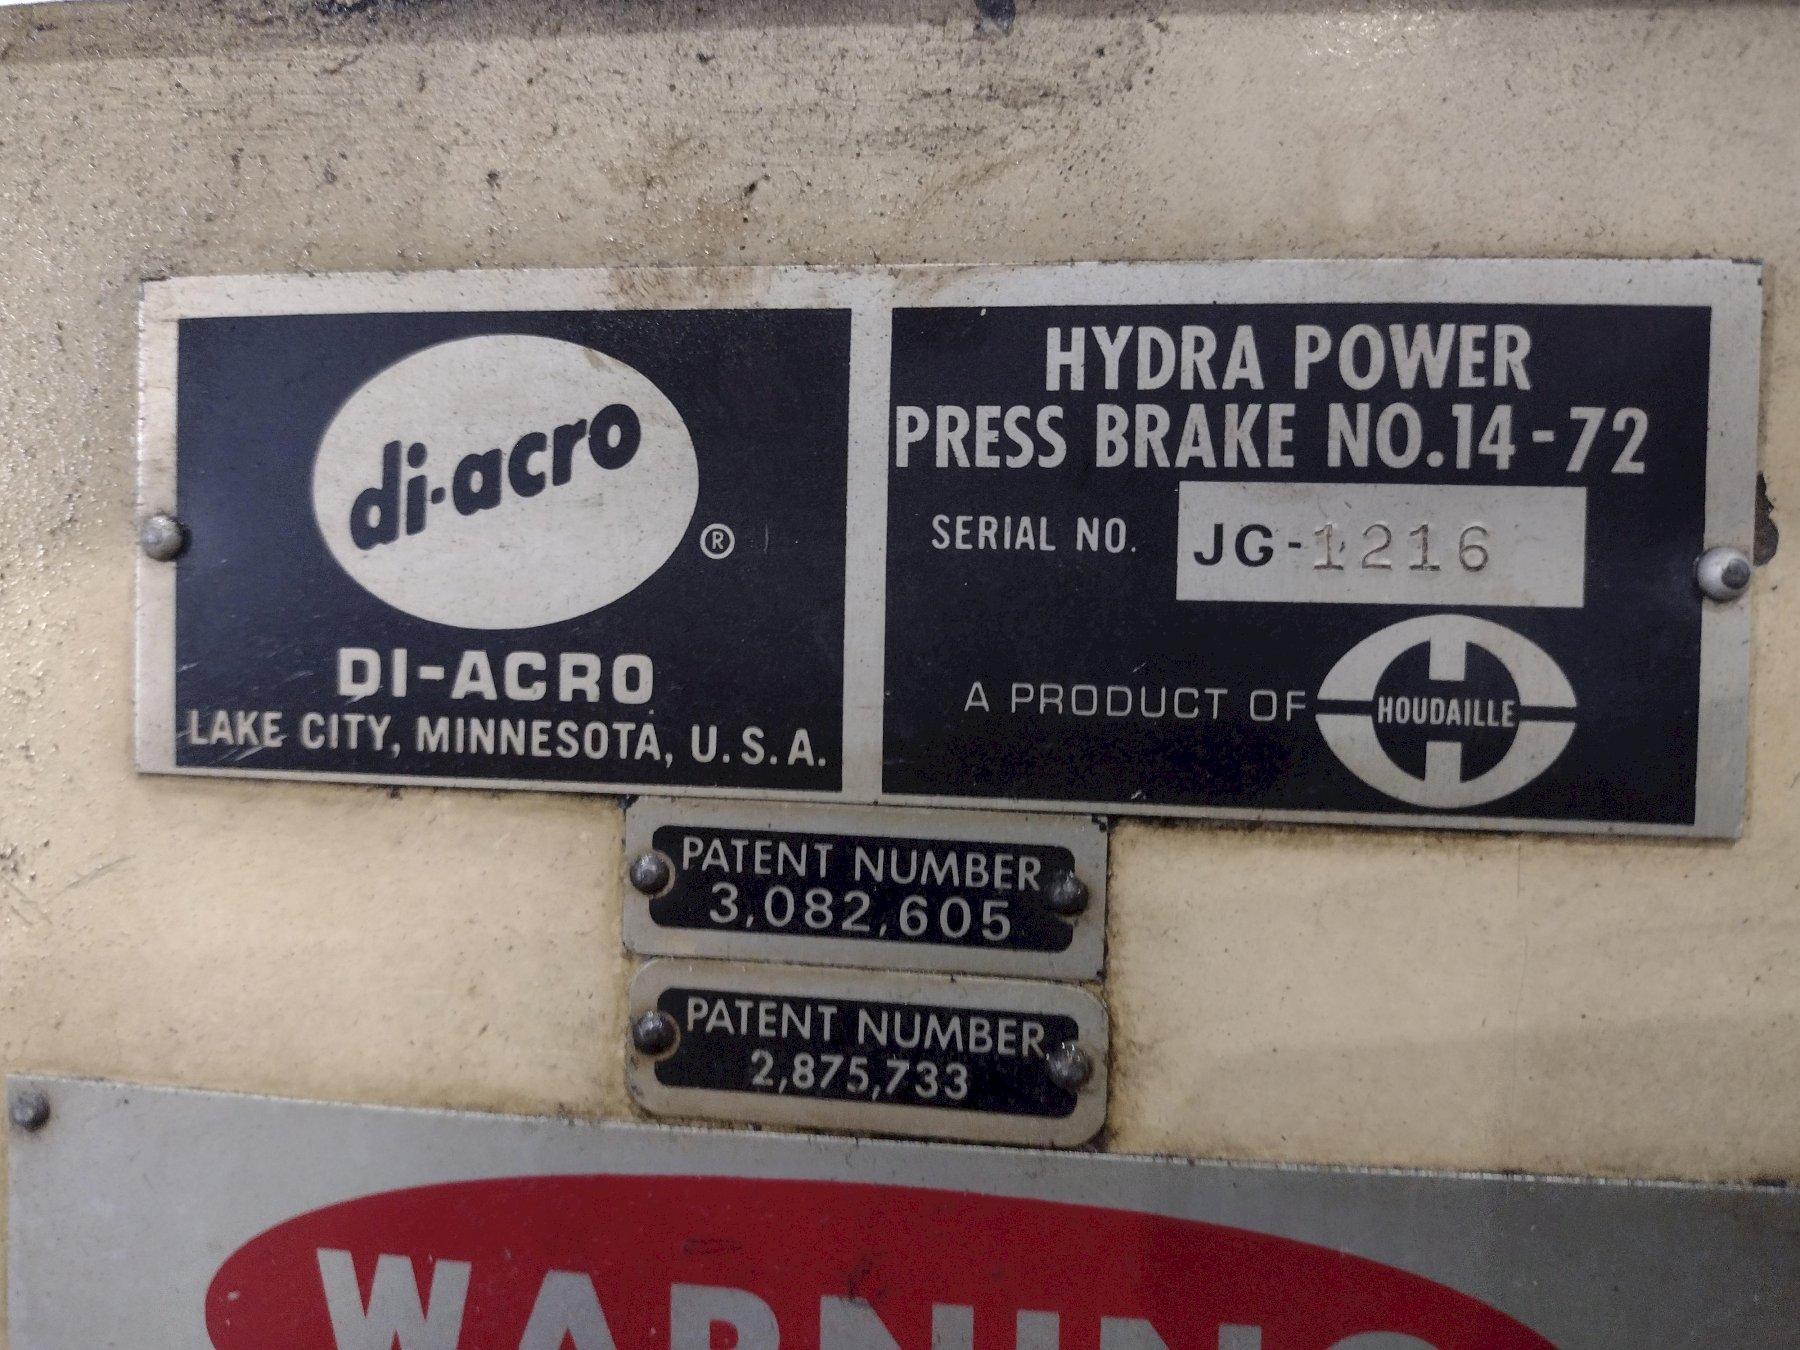 di-acro
®
DI-ACRO
LAKE CITY, MINNESOTA, U.S.A.
HYDRA POWER
PRESS BRAKE NO.14-72
SERIAL NO. JG-1216
A PRODUCT OF HOUDAILLE
PATENT NUMBER
3,082,605
PATENT NUMBER
2,875,733
WARNING